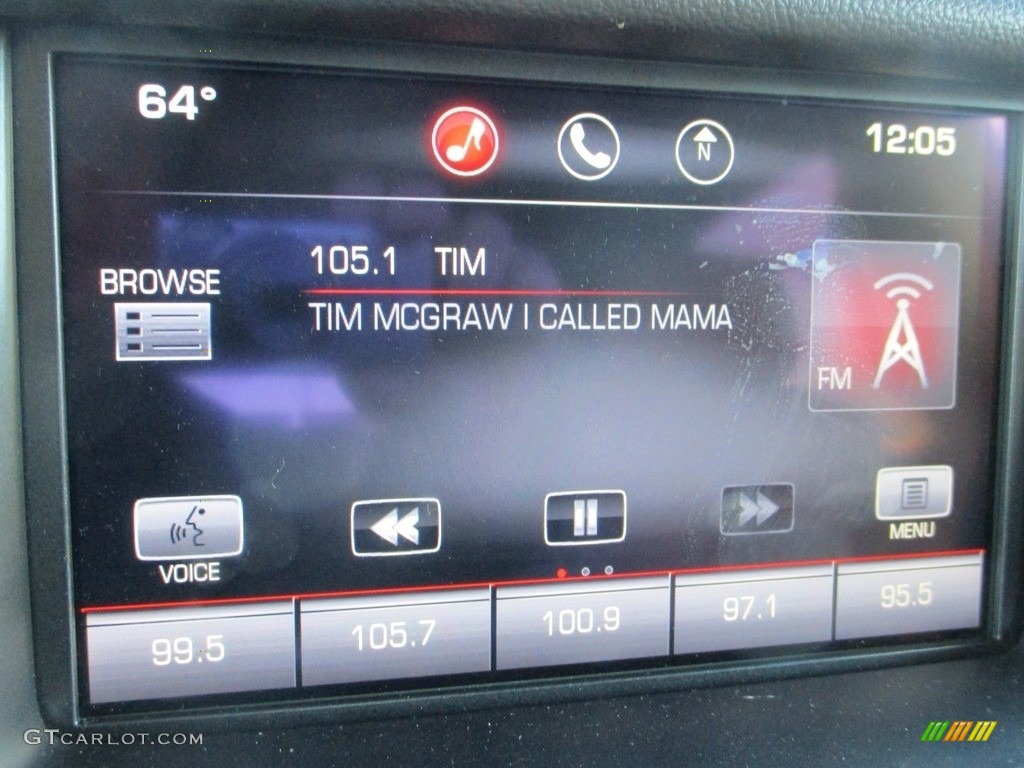 64°
N
12:05
105.1 TIM
BROWSE
TIM MCGRAW I CALLED MAMA
FM
VOICE
MENU
99.5
105.7
100.9
97.1
95.5
GTCARLOT.COM